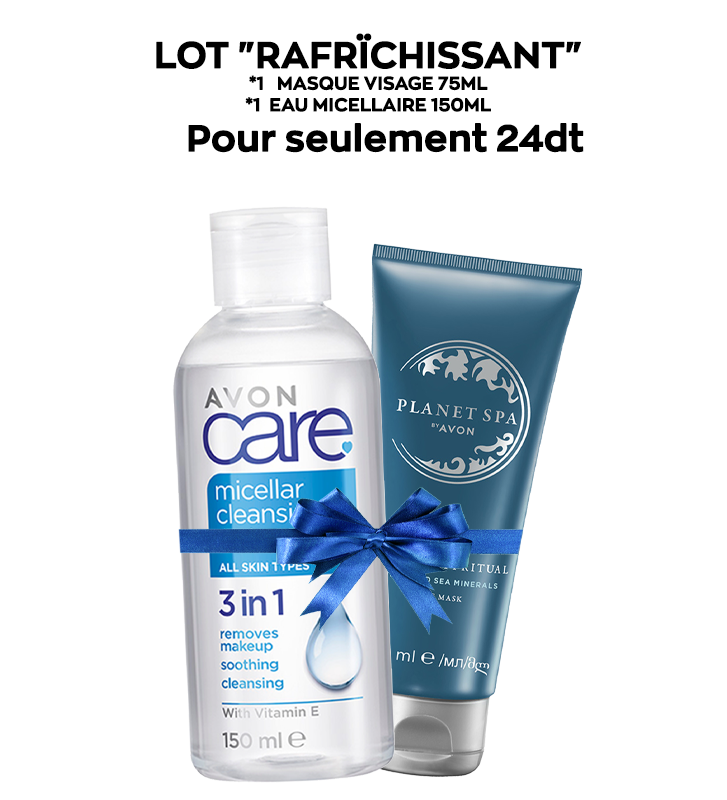 LOT "RAFRÏCHISSANT"
*1 MASQUE VISAGE 75ML
*1 EAU MICELLAIRE 150ML
Pour seulement 24dt
AVON
care
micellar
ALL SKIN TYPES
3 in 1
removes
makeup
soothing
cleansing
With Vitamin E
150 ml ℮
PLANET SPA
BY AVON
RITUAL
SEA MINERALS
MASK
ml ℮ /мл/მლ